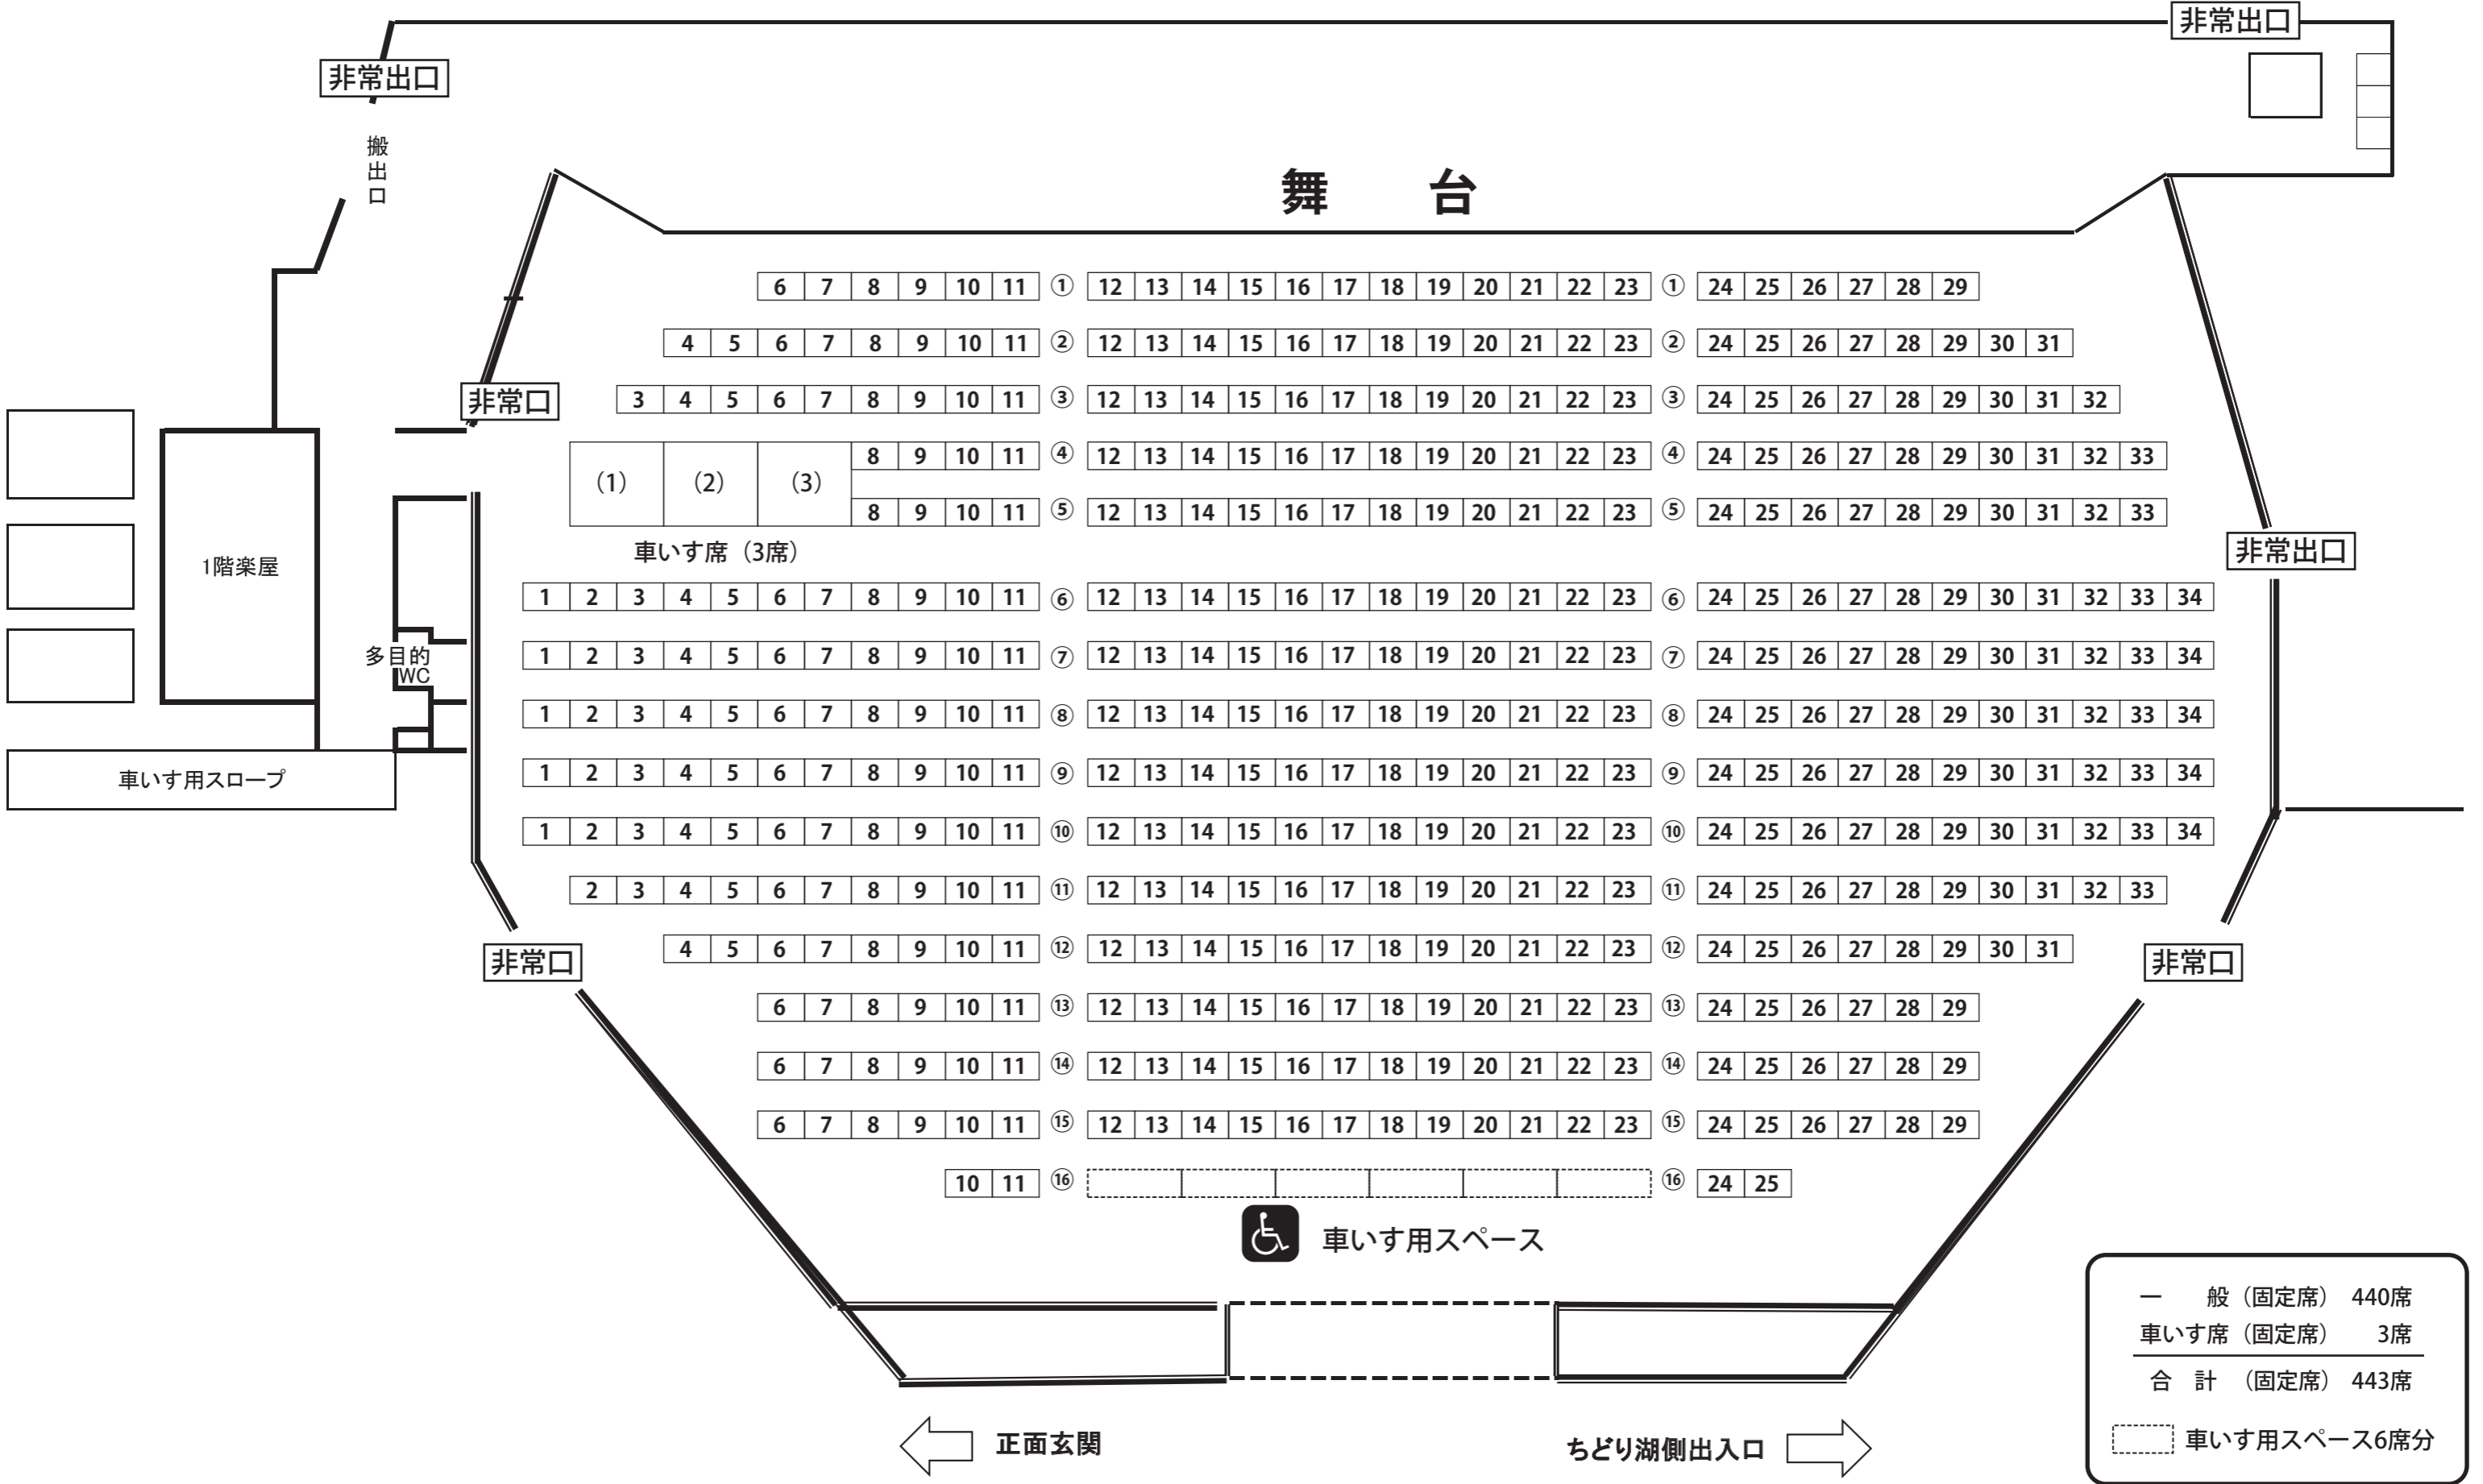 非常出口
非常出口
搬出口
舞　台
6 7 8 9 10 11 ① 12 13 14 15 16 17 18 19 20 21 22 23 ① 24 25 26 27 28 29
4 5 6 7 8 9 10 11 ② 12 13 14 15 16 17 18 19 20 21 22 23 ② 24 25 26 27 28 29 30 31
非常口
3 4 5 6 7 8 9 10 11 ③ 12 13 14 15 16 17 18 19 20 21 22 23 ③ 24 25 26 27 28 29 30 31 32
8 9 10 11 ④ 12 13 14 15 16 17 18 19 20 21 22 23 ④ 24 25 26 27 28 29 30 31 32 33
（1） （2） （3）
8 9 10 11 ⑤ 12 13 14 15 16 17 18 19 20 21 22 23 ⑤ 24 25 26 27 28 29 30 31 32 33
車いす席（3席）
非常出口
1階楽屋
1 2 3 4 5 6 7 8 9 10 11 ⑥ 12 13 14 15 16 17 18 19 20 21 22 23 ⑥ 24 25 26 27 28 29 30 31 32 33 34
多目的
WC
1 2 3 4 5 6 7 8 9 10 11 ⑦ 12 13 14 15 16 17 18 19 20 21 22 23 ⑦ 24 25 26 27 28 29 30 31 32 33 34
1 2 3 4 5 6 7 8 9 10 11 ⑧ 12 13 14 15 16 17 18 19 20 21 22 23 ⑧ 24 25 26 27 28 29 30 31 32 33 34
車いす用スロープ
1 2 3 4 5 6 7 8 9 10 11 ⑨ 12 13 14 15 16 17 18 19 20 21 22 23 ⑨ 24 25 26 27 28 29 30 31 32 33 34
1 2 3 4 5 6 7 8 9 10 11 ⑩ 12 13 14 15 16 17 18 19 20 21 22 23 ⑩ 24 25 26 27 28 29 30 31 32 33 34
2 3 4 5 6 7 8 9 10 11 ⑪ 12 13 14 15 16 17 18 19 20 21 22 23 ⑪ 24 25 26 27 28 29 30 31 32 33
4 5 6 7 8 9 10 11 ⑫ 12 13 14 15 16 17 18 19 20 21 22 23 ⑫ 24 25 26 27 28 29 30 31
非常口
非常口
6 7 8 9 10 11 ⑬ 12 13 14 15 16 17 18 19 20 21 22 23 ⑬ 24 25 26 27 28 29
6 7 8 9 10 11 ⑭ 12 13 14 15 16 17 18 19 20 21 22 23 ⑭ 24 25 26 27 28 29
6 7 8 9 10 11 ⑮ 12 13 14 15 16 17 18 19 20 21 22 23 ⑮ 24 25 26 27 28 29
10 11 ⑯ ⑯ 24 25
車いす用スペース
一　般（固定席） 440席
車いす席（固定席） 3席
合　計 （固定席） 443席
車いす用スペース6席分
正面玄関
ちどり湖側出入口